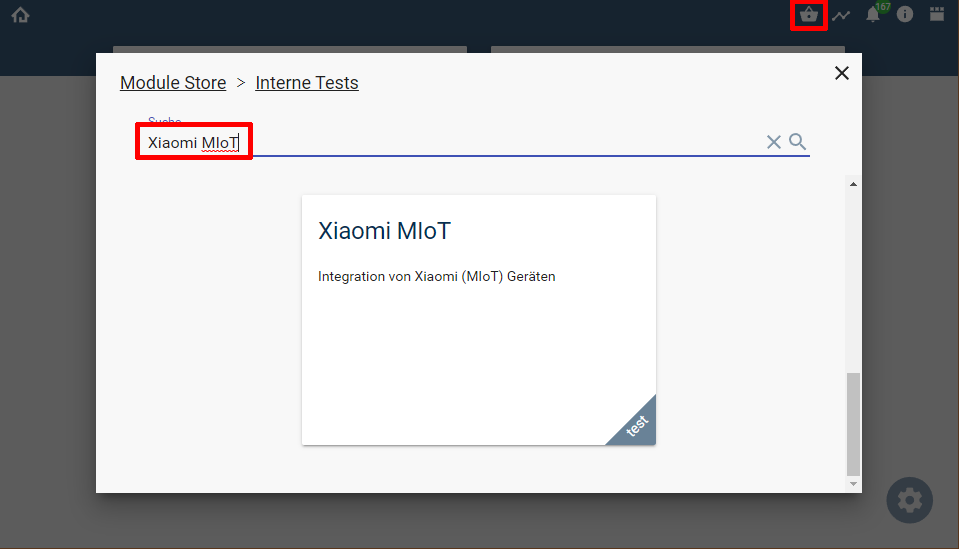 167
Module Store > Interne Tests
Suche
Xiaomi MIoT
Xiaomi MIoT
Integration von Xiaomi (MIoT) Geräten
test